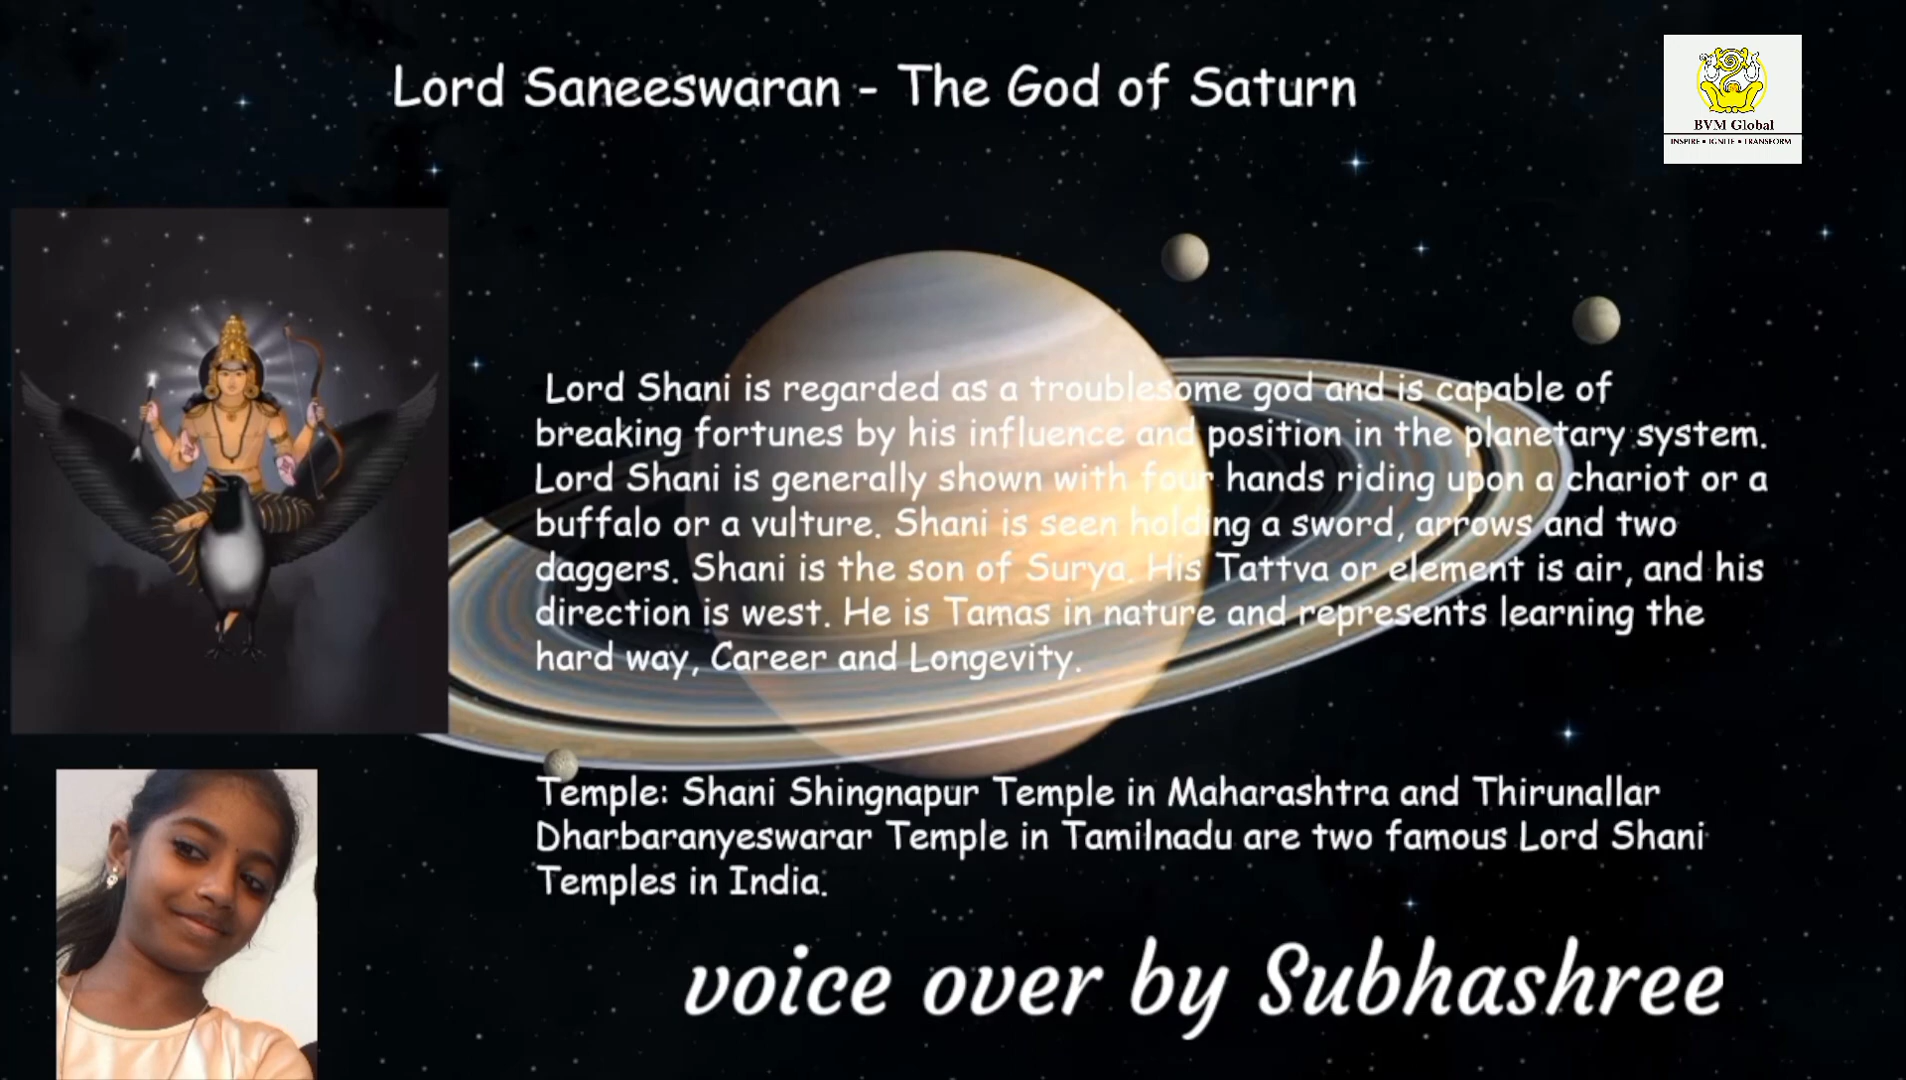 Lord Saneeswaran - The God of Saturn
BVM Global
INSPIRE • IGNITE • TRANSFORM
Lord Shani is regarded as a troublesome god and is capable of
breaking fortunes by his influence and position in the planetary system.
Lord Shani is generally shown with four hands riding upon a chariot or a
buffalo or a vulture. Shani is seen holding a sword, arrows and two
daggers. Shani is the son of Surya. His Tattva or element is air, and his
direction is west. He is Tamas in nature and represents learning the
hard way, Career and Longevity.
Temple: Shani Shingnapur Temple in Maharashtra and Thirunallar
Dharbaranyeswarar Temple in Tamilnadu are two famous Lord Shani
Temples in India.
voice over by Subhashree